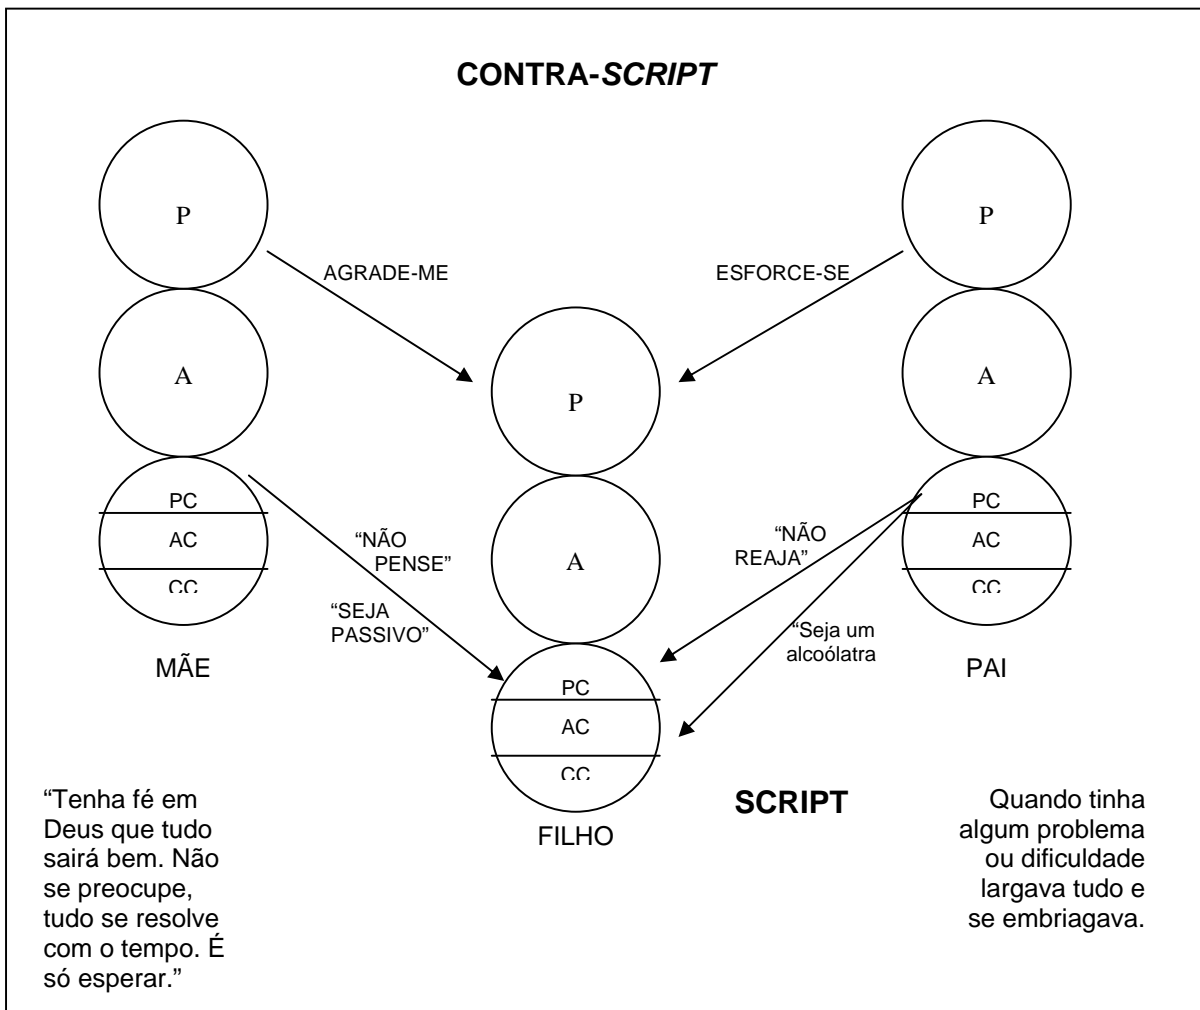 CONTRA-SCRIPT
P
P
AGRADE-ME
ESFORCE-SE
A
P
A
PC
AC
CC
MÃE
“NÃO
PENSE”
“SEJA
PASSIVO”
A
“NÃO
REAJA”
“Seja um
alcoólatra
PC
AC
CC
PAI
PC
AC
CC
FILHO
SCRIPT
“Tenha fé em
Deus que tudo
sairá bem. Não
se preocupe,
tudo se resolve
com o tempo. É
só esperar.”
Quando tinha
algum problema
ou dificuldade
largava tudo e
se embriagava.